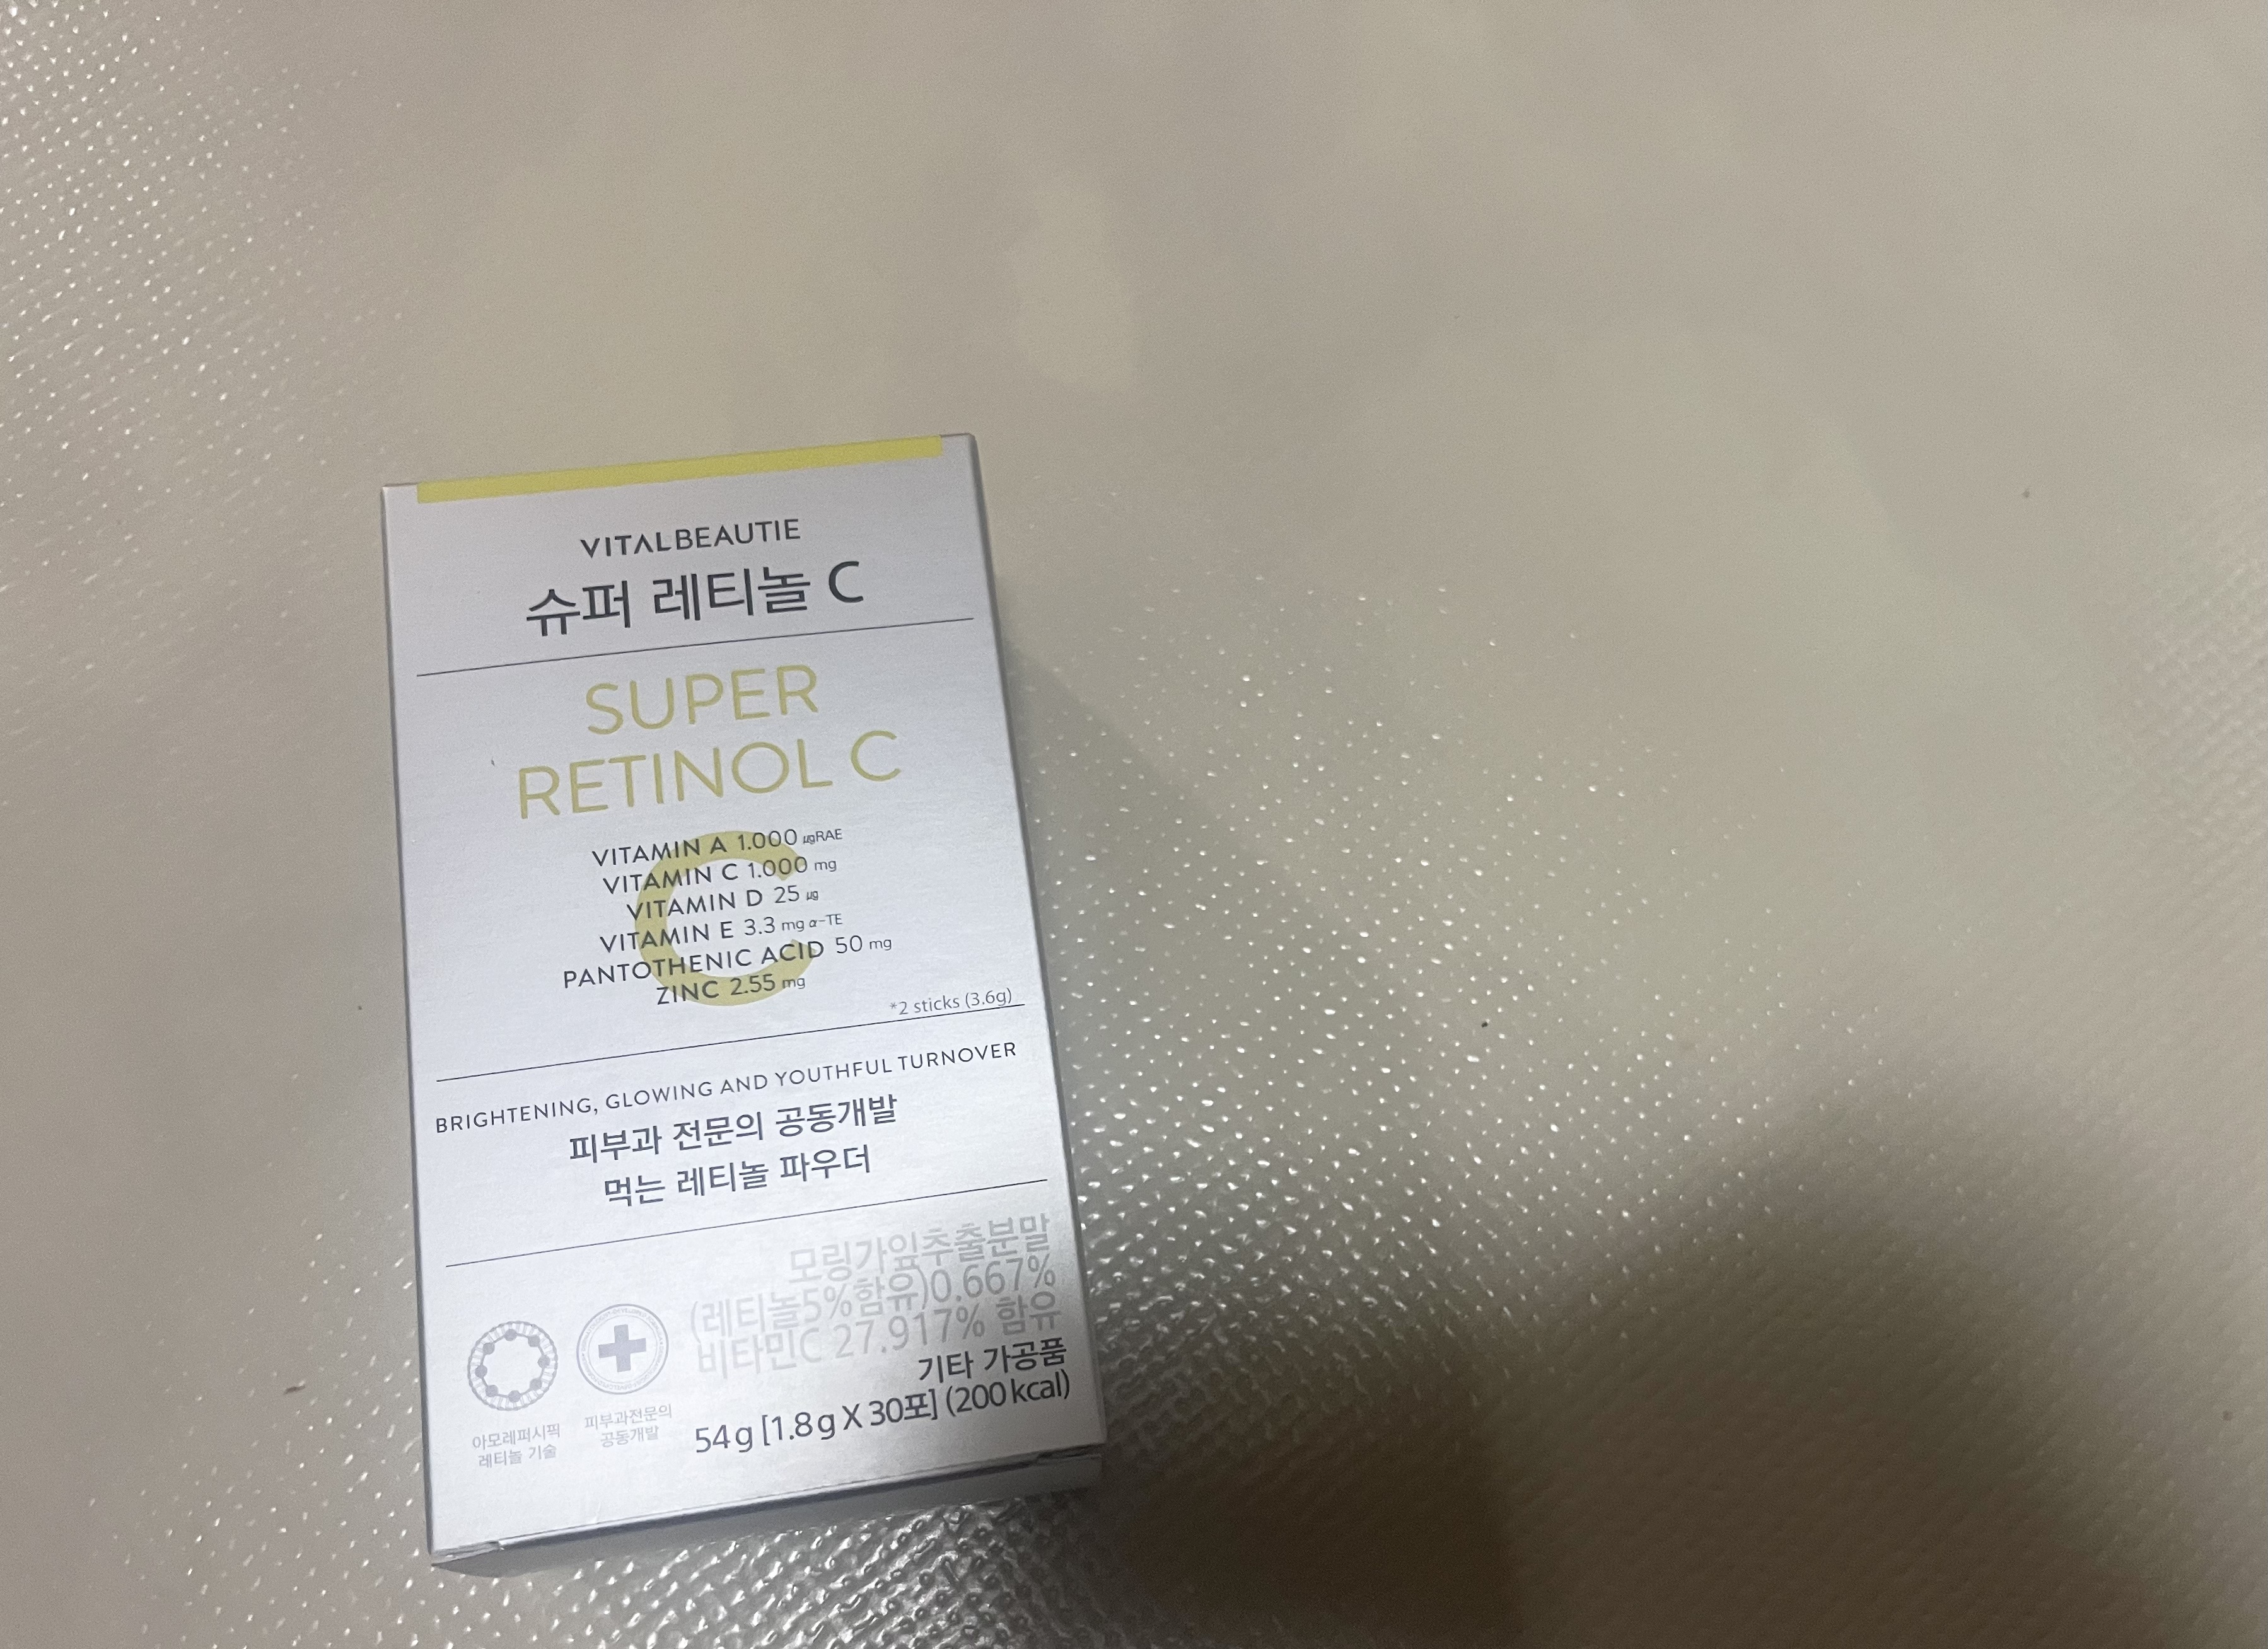 VITALBEAUTIE
슈퍼 레티놀 C
SUPER
RETINOL C
VITAMIN A 1.000 μgRAE
VITAMIN C 1.000 mg
VITAMIN D 25 μg
VITAMIN E 3.3 mg α-TE
PANTOTHENIC ACID 50 mg
ZINC 2.55 mg
*2 sticks (3.6g)
BRIGHTENING, GLOWING AND YOUTHFUL TURNOVER
피부과 전문의 공동개발
먹는 레티놀 파우더
모링가잎추출분말
(레티놀5%함유)0.667%
비타민C 27.917% 함유
기타 가공품
54g [1.8g X 30포] (200 kcal)
아모레퍼시픽
레티놀 기술
피부과전문의
공동개발